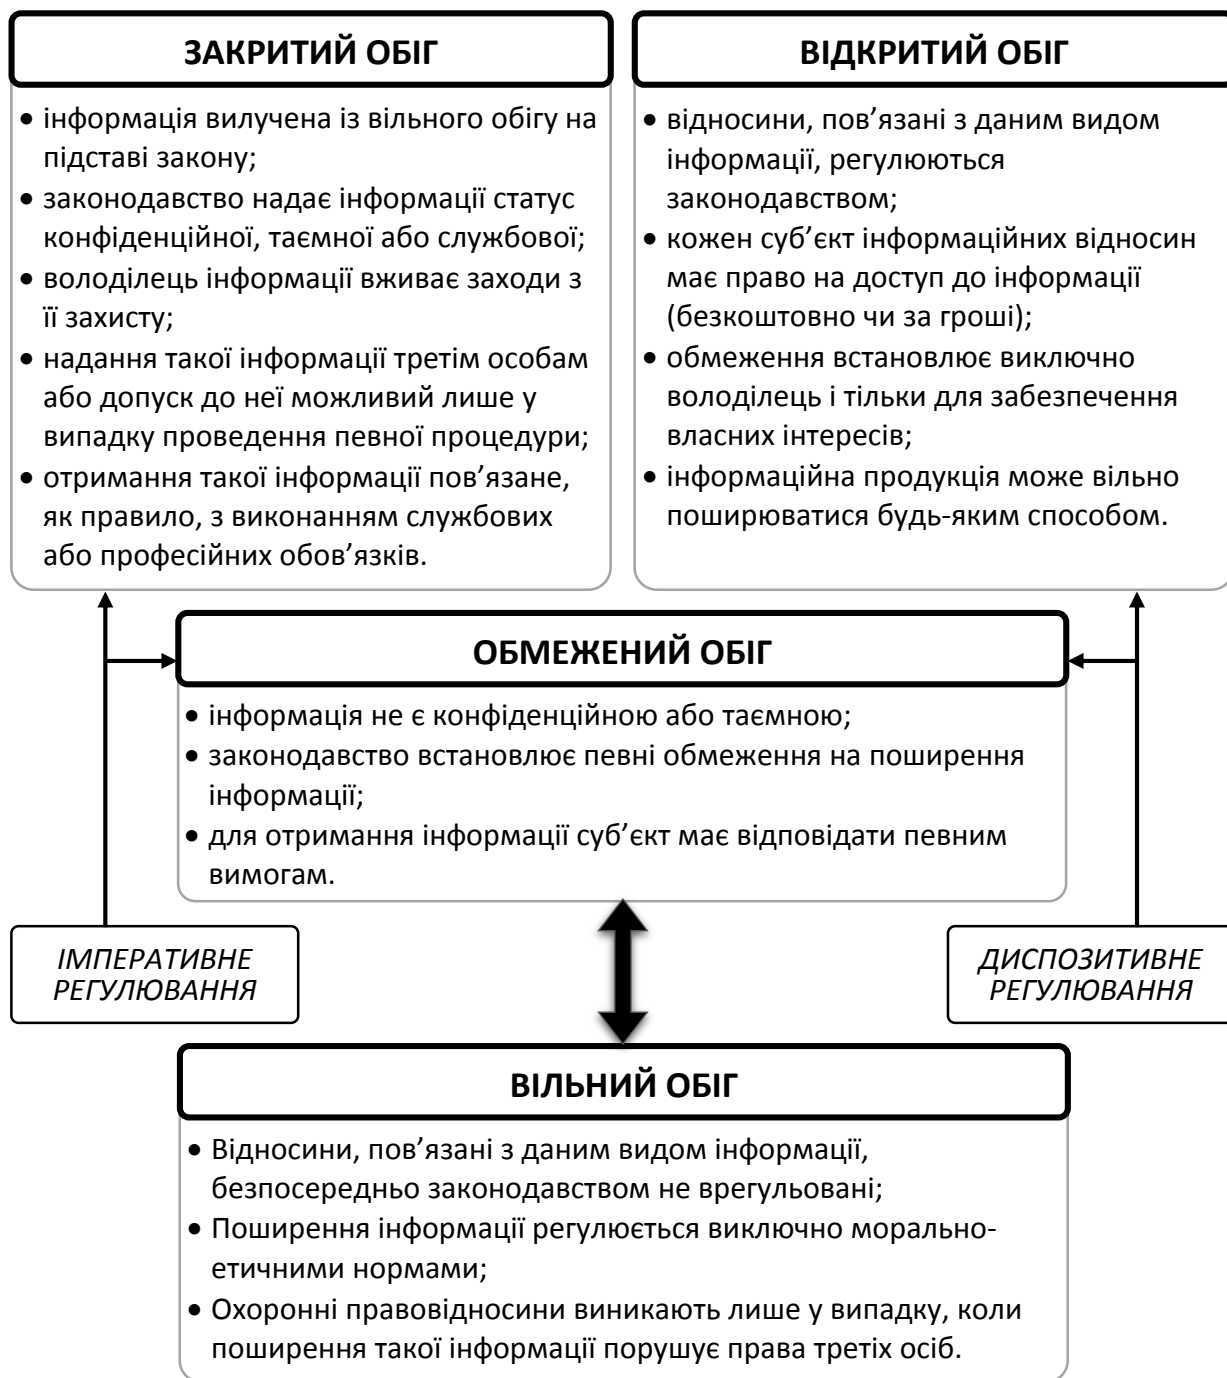 ЗАКРИТИЙ ОБІГ
• інформація вилучена із вільного обігу на
підставі закону;
• законодавство надає інформації статус
конфіденційної, таємної або службової;
• володілець інформації вживає заходи з
її захисту;
• надання такої інформації третім особам
або допуск до неї можливий лише у
випадку проведення певної процедури;
• отримання такої інформації пов’язане,
як правило, з виконанням службових
або професійних обов’язків.
ВІДКРИТИЙ ОБІГ
• відносини, пов’язані з даним видом
інформації, регулюються
законодавством;
• кожен суб’єкт інформаційних відносин
має право на доступ до інформації
(безкоштовно чи за гроші);
• обмеження встановлює виключно
володілець і тільки для забезпечення
власних інтересів;
• інформаційна продукція може вільно
поширюватися будь-яким способом.
ОБМЕЖЕНИЙ ОБІГ
• інформація не є конфіденційною або таємною;
• законодавство встановлює певні обмеження на поширення
інформації;
• для отримання інформації суб’єкт має відповідати певним
вимогам.
ІМПЕРАТИВНЕ
РЕГУЛЮВАННЯ
ДИСПОЗИТИВНЕ
РЕГУЛЮВАННЯ
ВІЛЬНИЙ ОБІГ
• Відносини, пов’язані з даним видом інформації,
безпосередньо законодавством не врегульовані;
• Поширення інформації регулюється виключно морально-
етичними нормами;
• Охоронні правовідносини виникають лише у випадку, коли
поширення такої інформації порушує права третіх осіб.